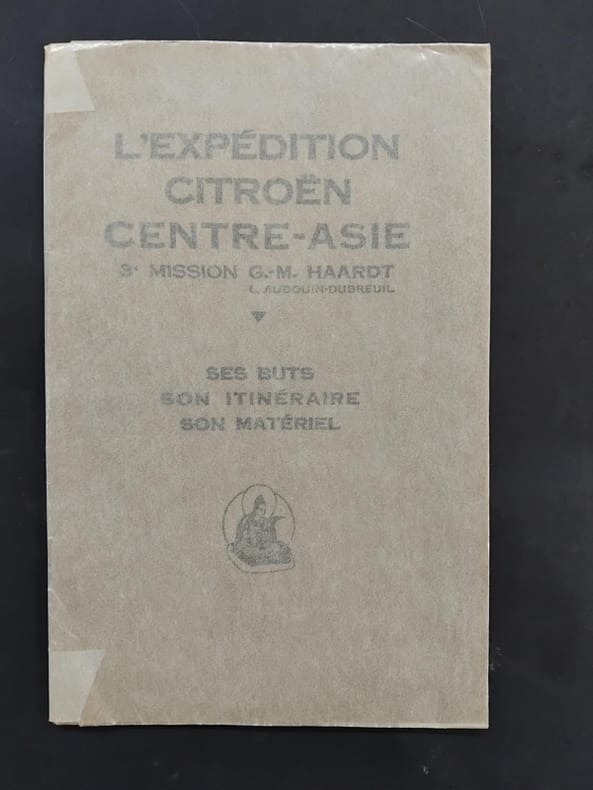 L'EXPÉDITION
CITROËN
CENTRE-ASIE
3e MISSION G.-M. HAARDT
L. AUDOUIN-DUBREUIL
SES BUTS
SON ITINÉRAIRE
SON MATÉRIEL